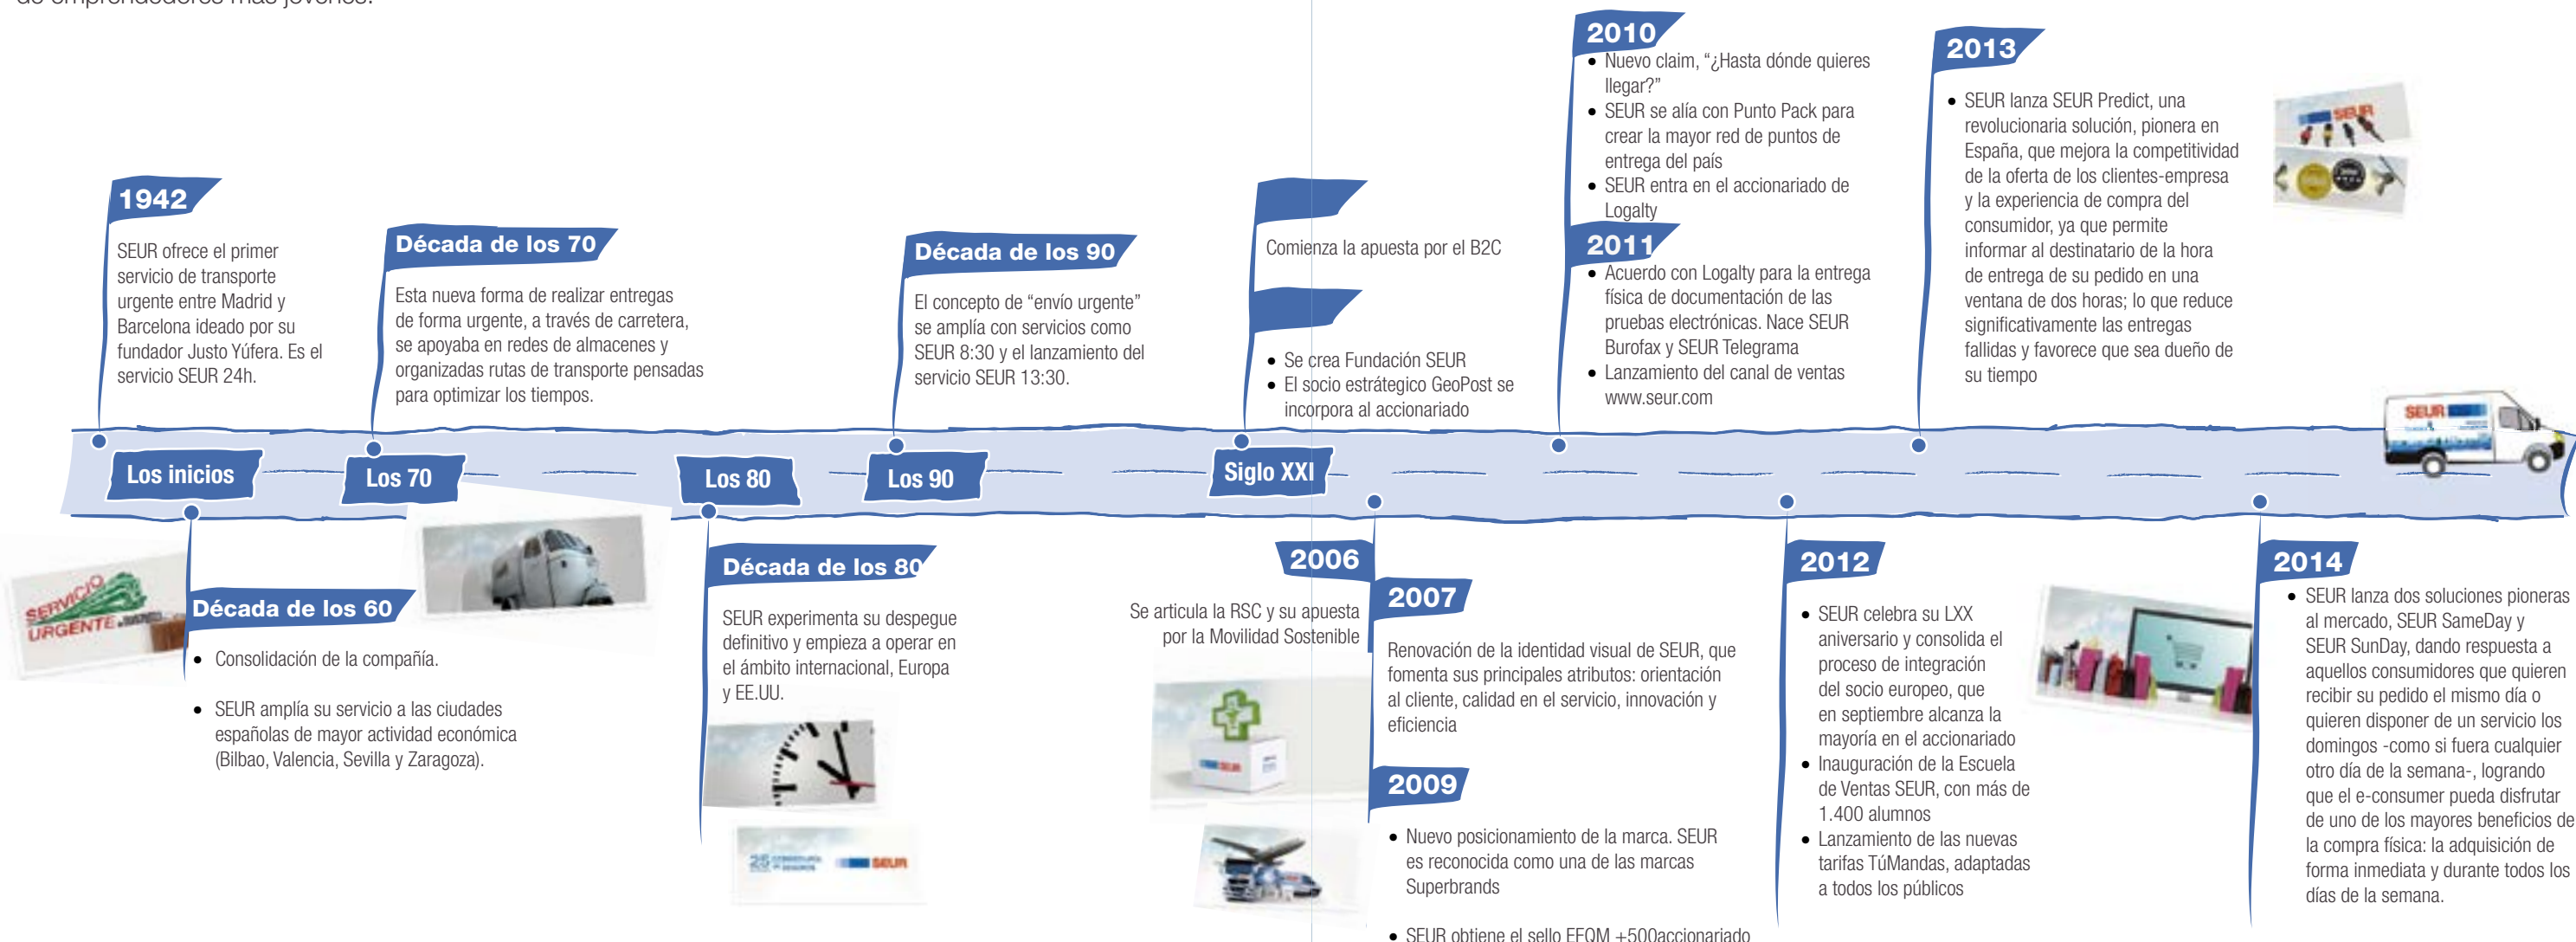 de emprendedores más jóvenes.
1942
SEUR ofrece el primer
servicio de transporte
urgente entre Madrid y
Barcelona ideado por su
fundador Justo Yúfera. Es el
servicio SEUR 24h.
Década de los 70
Esta nueva forma de realizar entregas
de forma urgente, a través de carretera,
se apoyaba en redes de almacenes y
organizadas rutas de transporte pensadas
para optimizar los tiempos.
Década de los 90
El concepto de “envío urgente”
se amplía con servicios como
SEUR 8:30 y el lanzamiento del
servicio SEUR 13:30.
Comienza la apuesta por el B2C
• Se crea Fundación SEUR
• El socio estrátegico GeoPost se
incorpora al accionariado
2010
• Nuevo claim, “¿Hasta dónde quieres
llegar?”
• SEUR se alía con Punto Pack para
crear la mayor red de puntos de
entrega del país
• SEUR entra en el accionariado de
Logalty
2011
• Acuerdo con Logalty para la entrega
física de documentación de las
pruebas electrónicas. Nace SEUR
Burofax y SEUR Telegrama
• Lanzamiento del canal de ventas
www.seur.com
2013
• SEUR lanza SEUR Predict, una
revolucionaria solución, pionera en
España, que mejora la competitividad
de la oferta de los clientes-empresa
y la experiencia de compra del
consumidor, ya que permite
informar al destinatario de la hora
de entrega de su pedido en una
ventana de dos horas; lo que reduce
significativamente las entregas
fallidas y favorece que sea dueño de
su tiempo
SEUR
SEUR
Los inicios
Los 70
Los 80
Los 90
Siglo XXI
SERVICIO
URGENTE
Década de los 60
• Consolidación de la compañía.
• SEUR amplía su servicio a las ciudades
españolas de mayor actividad económica
(Bilbao, Valencia, Sevilla y Zaragoza).
Década de los 80
SEUR experimenta su despegue
definitivo y empieza a operar en
el ámbito internacional, Europa
y EE.UU.
25
SEUR
2006
Se articula la RSC y su apuesta
por la Movilidad Sostenible
SEUR
2007
Renovación de la identidad visual de SEUR, que
fomenta sus principales atributos: orientación
al cliente, calidad en el servicio, innovación y
eficiencia
2009
• Nuevo posicionamiento de la marca. SEUR
es reconocida como una de las marcas
Superbrands
• SEUR obtiene el sello EFQM +500accionariado
2012
• SEUR celebra su LXX
aniversario y consolida el
proceso de integración
del socio europeo, que
en septiembre alcanza la
mayoría en el accionariado
• Inauguración de la Escuela
de Ventas SEUR, con más de
1.400 alumnos
• Lanzamiento de las nuevas
tarifas TúMandas, adaptadas
a todos los públicos
2014
• SEUR lanza dos soluciones pioneras
al mercado, SEUR SameDay y
SEUR SunDay, dando respuesta a
aquellos consumidores que quieren
recibir su pedido el mismo día o
quieren disponer de un servicio los
domingos -como si fuera cualquier
otro día de la semana-, logrando
que el e-consumer pueda disfrutar
de uno de los mayores beneficios de
la compra física: la adquisición de
forma inmediata y durante todos los
días de la semana.